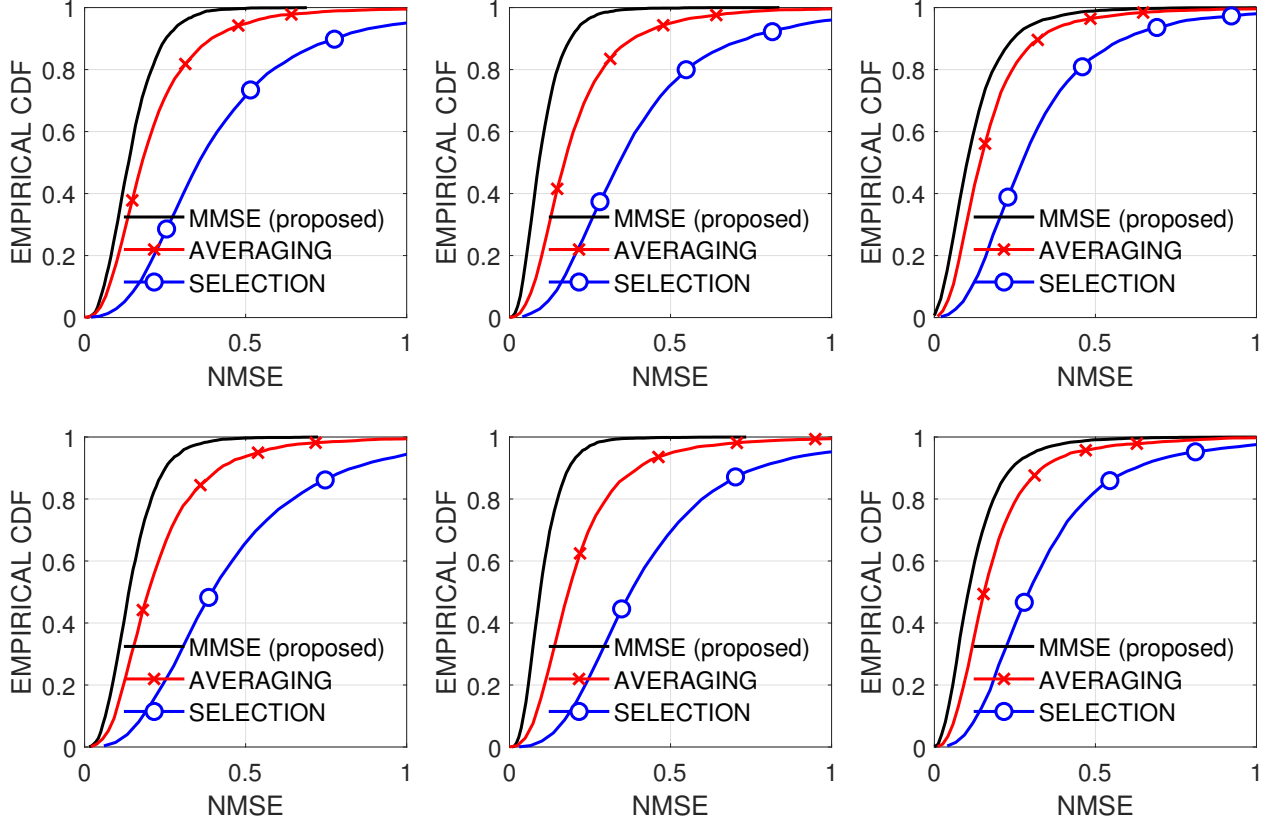 1
0.8
0.6
0.4
0.2
0
EMPIRICAL CDF
MMSE (proposed)
AVERAGING
SELECTION
0 0.5 1
NMSE
1
0.8
0.6
0.4
0.2
0
EMPIRICAL CDF
MMSE (proposed)
AVERAGING
SELECTION
0 0.5 1
NMSE
1
0.8
0.6
0.4
0.2
0
EMPIRICAL CDF
MMSE (proposed)
AVERAGING
SELECTION
0 0.5 1
NMSE
1
0.8
0.6
0.4
0.2
0
EMPIRICAL CDF
MMSE (proposed)
AVERAGING
SELECTION
0 0.5 1
NMSE
1
0.8
0.6
0.4
0.2
0
EMPIRICAL CDF
MMSE (proposed)
AVERAGING
SELECTION
0 0.5 1
NMSE
1
0.8
0.6
0.4
0.2
0
EMPIRICAL CDF
MMSE (proposed)
AVERAGING
SELECTION
0 0.5 1
NMSE